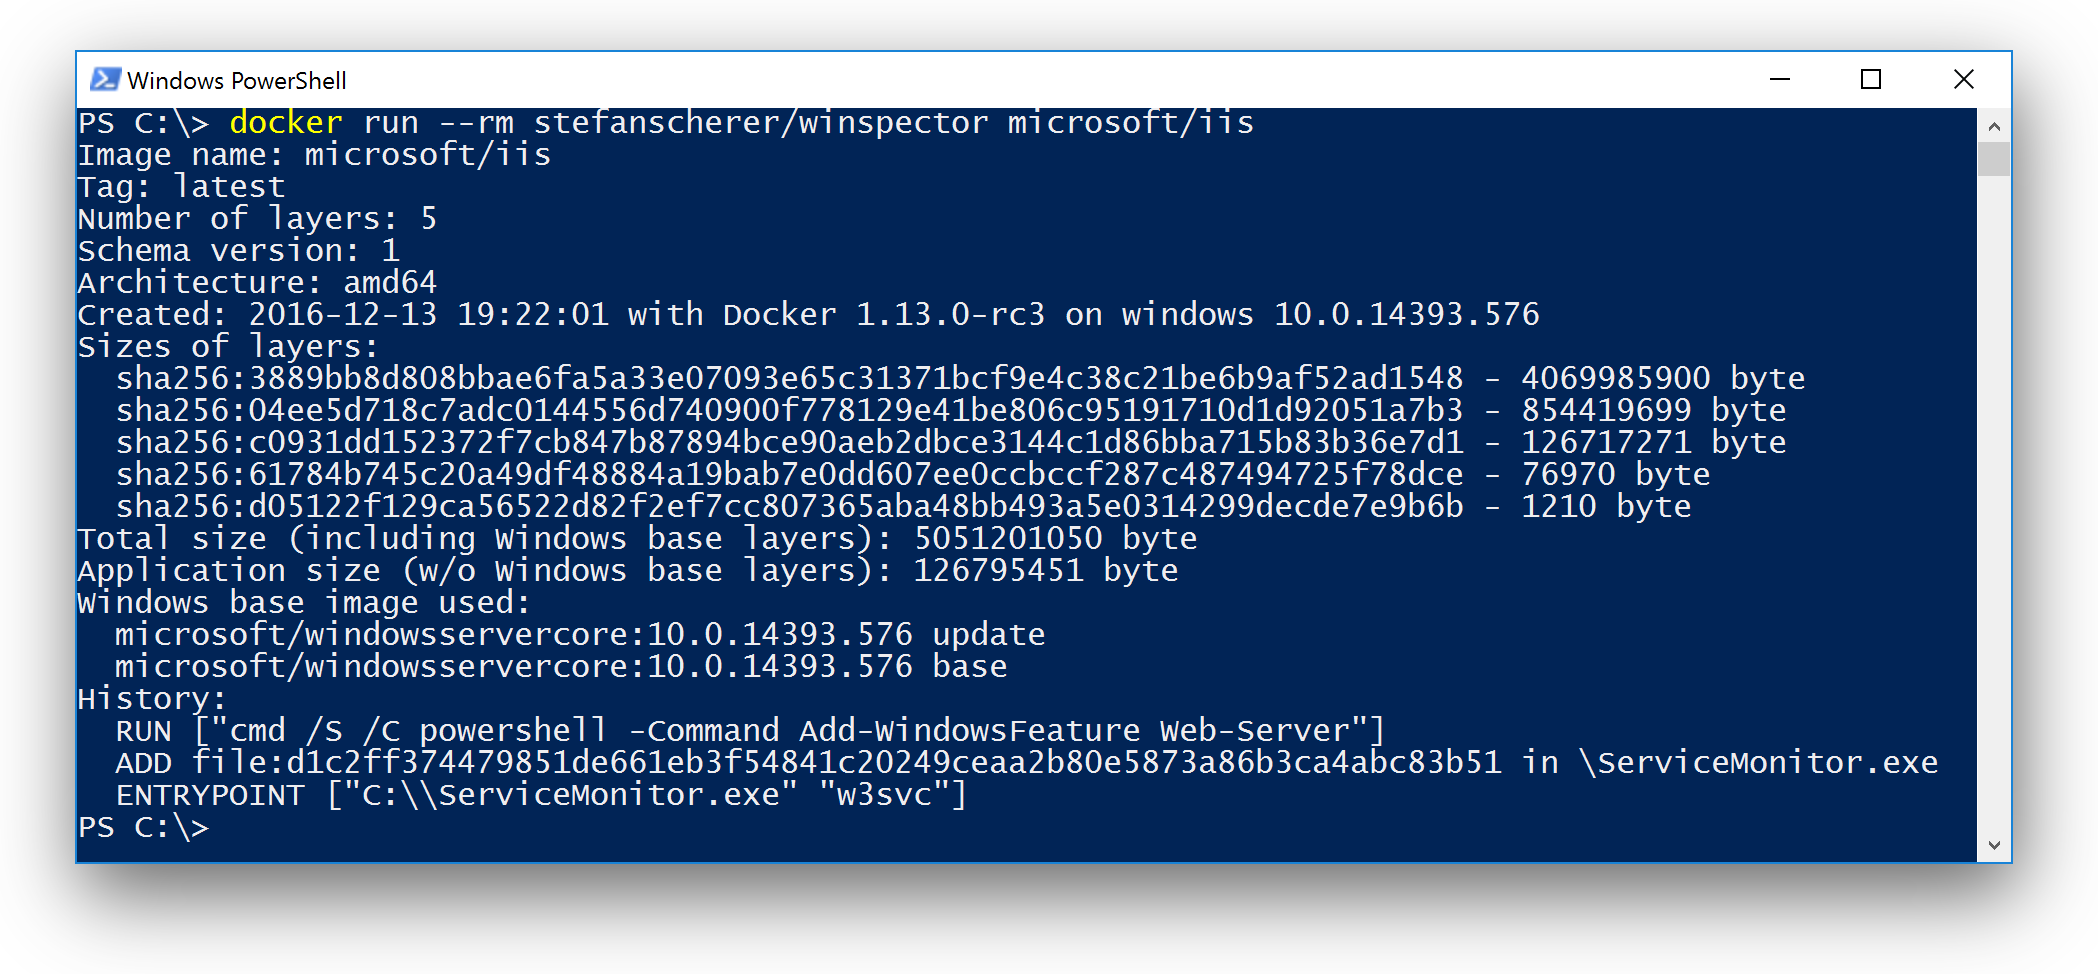 Windows PowerShell
PS C:\> docker run --rm stefanscherer/winspector microsoft/iis
Image name: microsoft/iis
Tag: latest
Number of layers: 5
Schema version: 1
Architecture: amd64
Created: 2016-12-13 19:22:01 with Docker 1.13.0-rc3 on windows 10.0.14393.576
Sizes of layers:
  sha256:3889bb8d808bbae6fa5a33e07093e65c31371bcf9e4c38c21be6b9af52ad1548 - 4069985900 byte
  sha256:04ee5d718c7adc0144556d740900f778129e41be806c95191710d1d92051a7b3 - 854419699 byte
  sha256:c0931dd152372f7cb847b87894bce90aeb2dbce3144c1d86bba715b83b36e7d1 - 126717271 byte
  sha256:61784b745c20a49df48884a19bab7e0dd607ee0ccbccf287c487494725f78dce - 76970 byte
  sha256:d05122f129ca56522d82f2ef7cc807365aba48bb493a5e0314299decde7e9b6b - 1210 byte
Total size (including Windows base layers): 5051201050 byte
Application size (w/o Windows base layers): 126795451 byte
Windows base image used:
  microsoft/windowsservercore:10.0.14393.576 update
  microsoft/windowsservercore:10.0.14393.576 base
History:
  RUN ["cmd /S /C powershell -Command Add-WindowsFeature Web-Server"]
  ADD file:d1c2ff374479851de661eb3f54841c20249ceaa2b80e5873a86b3ca4abc83b51 in \ServiceMonitor.exe
  ENTRYPOINT ["C:\\ServiceMonitor.exe" "w3svc"]
PS C:\>